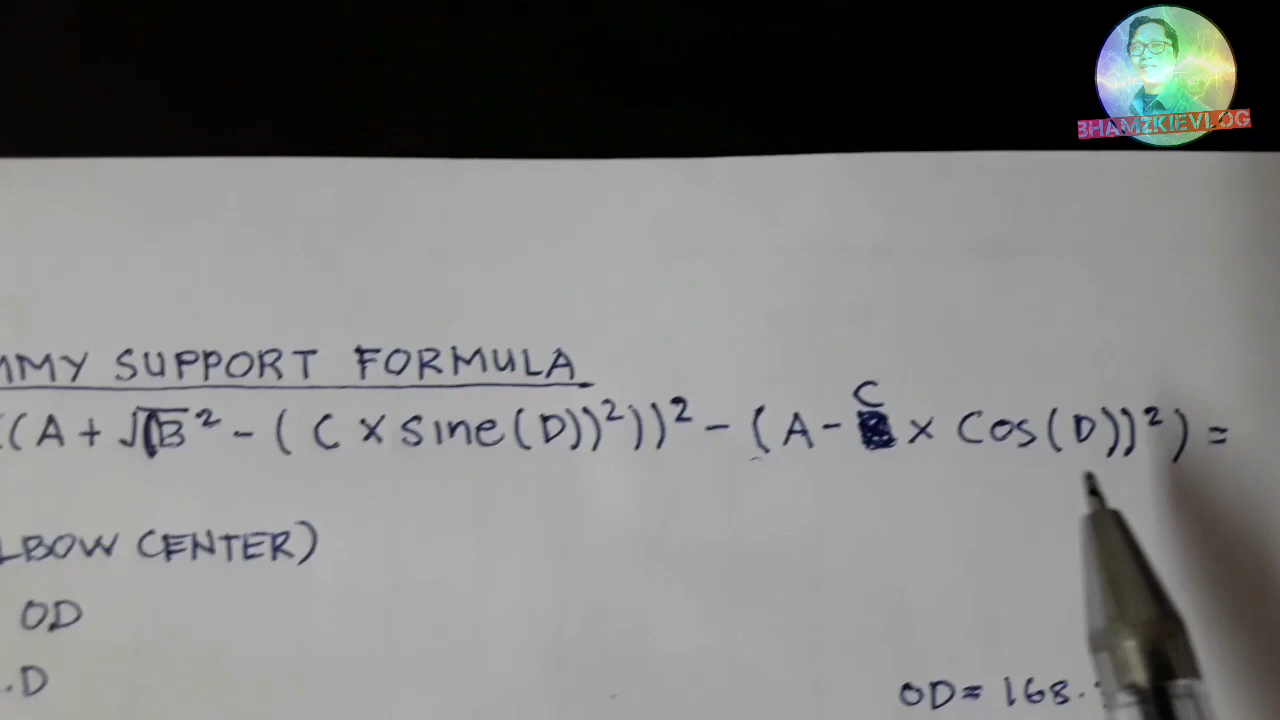 BHAMZKIEVLOG
MMY SUPPORT FORMULA
((A + √(B² - (C × sine(D))²))² - (A - C × Cos(D))²) =
LBOW CENTER)
OD
.D
OD = 168.